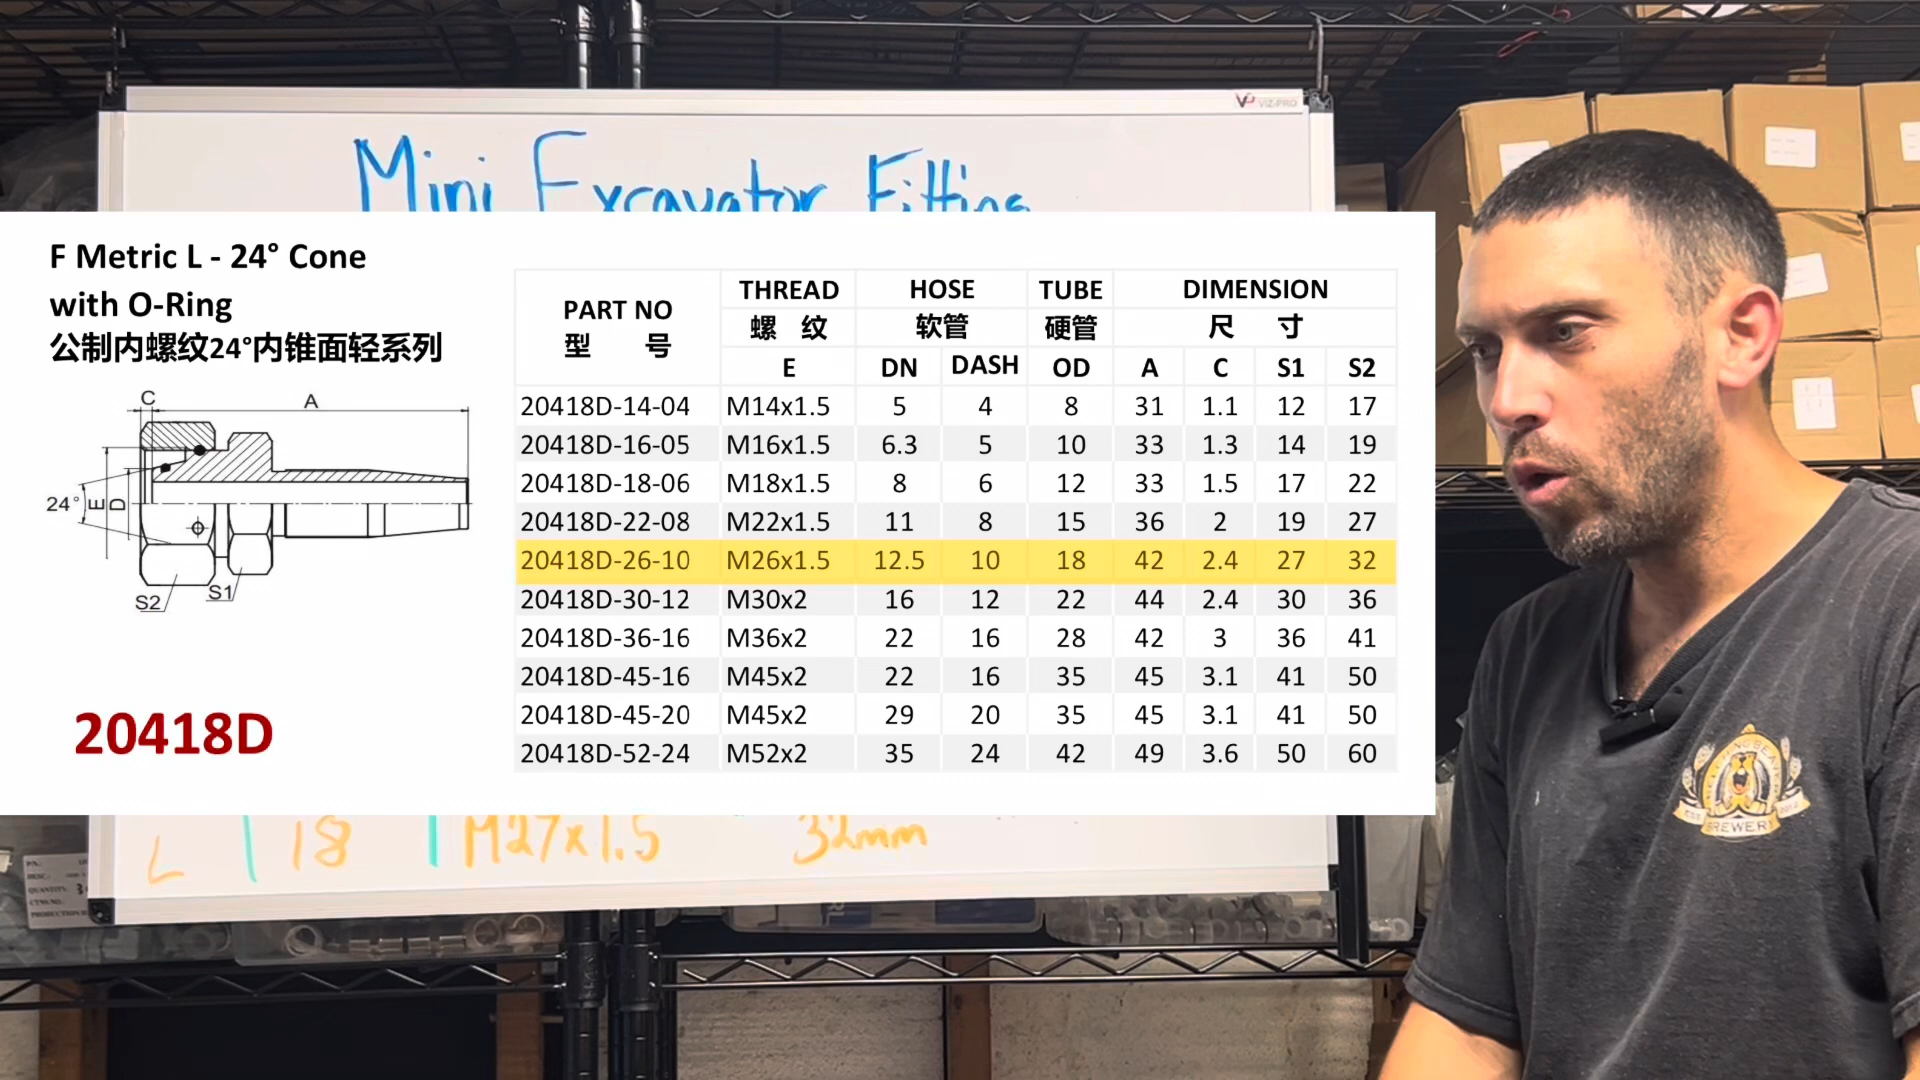 VIZ-PRO
Mini Excavator Fitting
F Metric L - 24° Cone
with O-Ring
公制内螺纹24°内锥面轻系列
C A
24° E D
S2 S1
20418D
PART NO THREAD HOSE TUBE DIMENSION
型 号 螺 纹 软管 硬管 尺 寸
E DN DASH OD A C S1 S2
20418D-14-04 M14x1.5 5 4 8 31 1.1 12 17
20418D-16-05 M16x1.5 6.3 5 10 33 1.3 14 19
20418D-18-06 M18x1.5 8 6 12 33 1.5 17 22
20418D-22-08 M22x1.5 11 8 15 36 2 19 27
20418D-26-10 M26x1.5 12.5 10 18 42 2.4 27 32
20418D-30-12 M30x2 16 12 22 44 2.4 30 36
20418D-36-16 M36x2 22 16 28 42 3 36 41
20418D-45-16 M45x2 22 16 35 45 3.1 41 50
20418D-45-20 M45x2 29 20 35 45 3.1 41 50
20418D-52-24 M52x2 35 24 42 49 3.6 50 60
L 18 M27x1.5 32mm
QUANTITY: 3
BREWERY